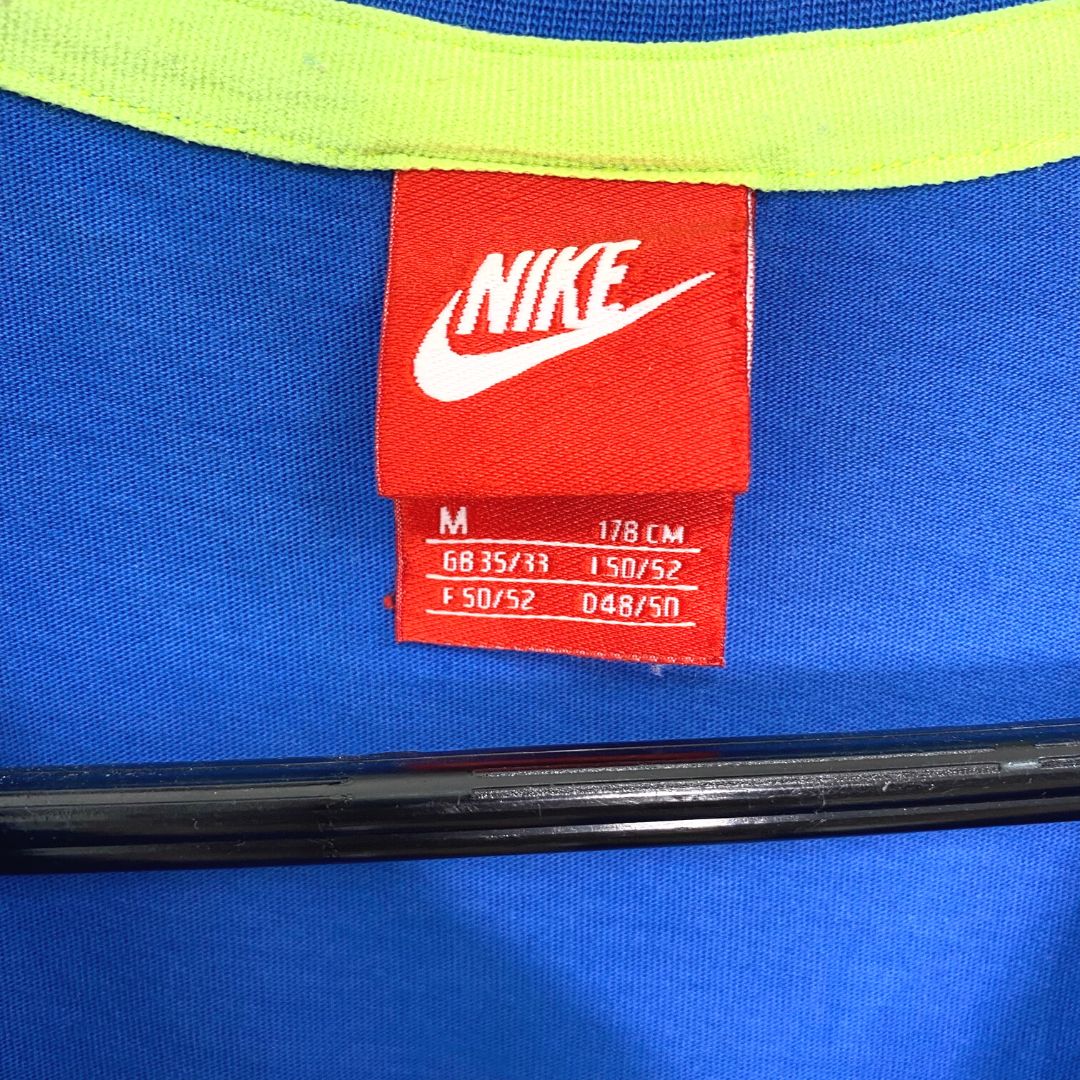 NIKE
M 178 CM
GB 35/33 I 50/52
F 50/52 D 48/50